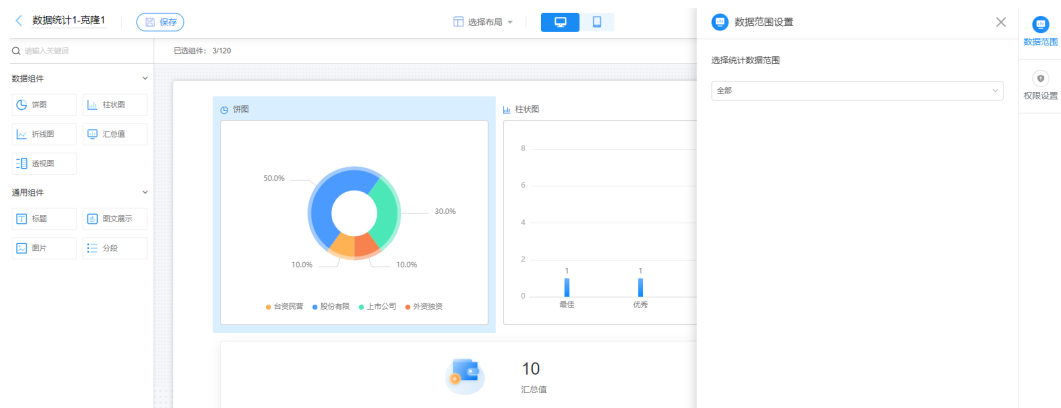 数据统计1-克隆1
保存
选择布局
数据范围设置
数据范围
权限设置
请输入关键词
已选组件： 3/120
选择统计数据范围
全部
数据组件
饼图
柱状图
折线图
汇总值
透视图
通用组件
标题
图文展示
图片
分段
饼图
50.0%
30.0%
10.0%
10.0%
台资民营
股份有限
上市公司
外资独资
柱状图
8
6
4
2
0
1
1
最佳
优秀
10
汇总值